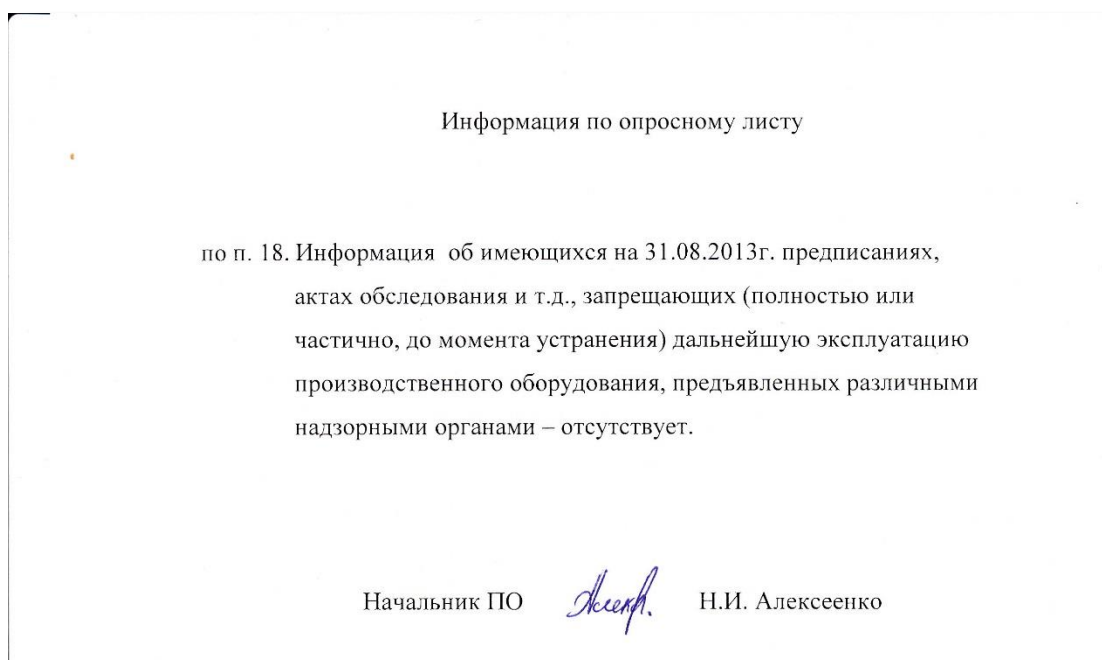 Информация по опросному листу
по п. 18. Информация  об имеющихся на 31.08.2013г. предписаниях,
актах обследования и т.д., запрещающих (полностью или
частично, до момента устранения) дальнейшую эксплуатацию
производственного оборудования, предъявленных различными
надзорными органами – отсутствует.
Начальник ПО Н.И. Алексеенко